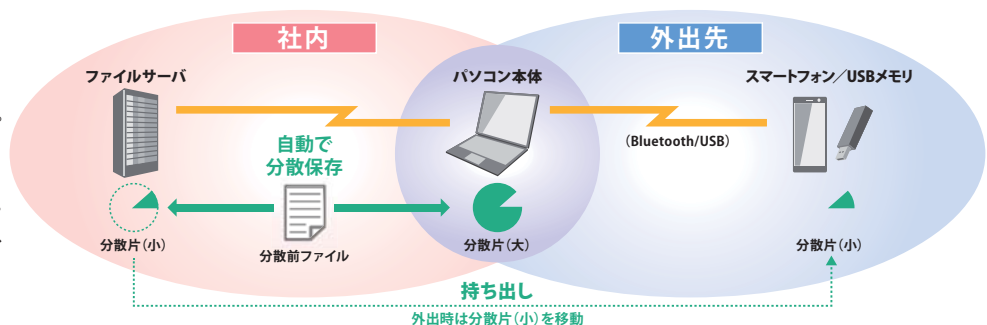 社内
外出先
ファイルサーバ
パソコン本体
スマートフォン／USBメモリ
(Bluetooth/USB)
自動で
分散保存
分散片(小)
分散前ファイル
分散片(大)
分散片(小)
持ち出し
外出時は分散片(小)を移動